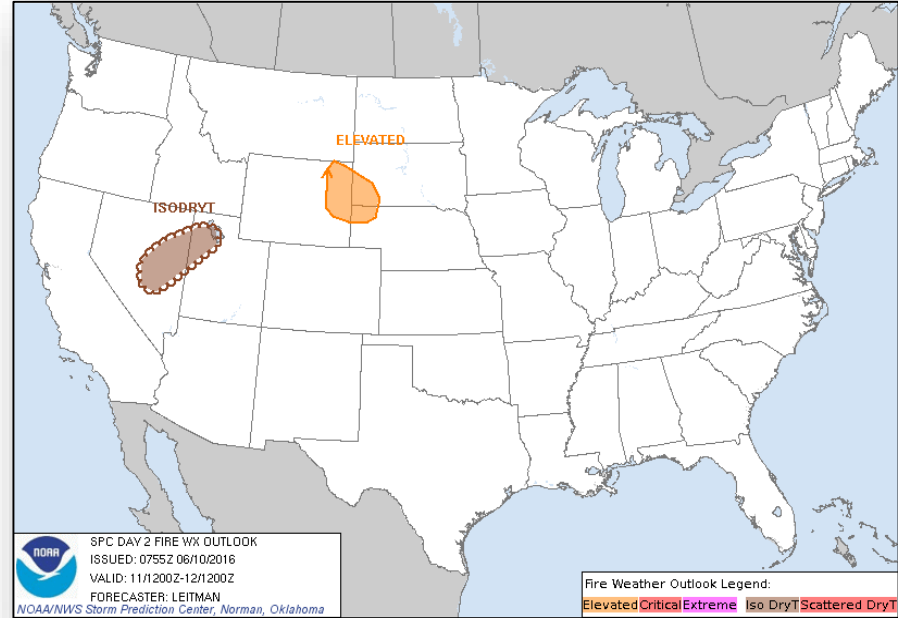 ELEVATED
ISODRYT
NOAA
SPC DAY 2 FIRE WX OUTLOOK
ISSUED: 0755Z 06/10/2016
VALID: 11/1200Z-12/1200Z
FORECASTER: LEITMAN
NOAA/NWS Storm Prediction Center, Norman, Oklahoma
Fire Weather Outlook Legend:
Elevated Critical Extreme Iso DryT Scattered DryT